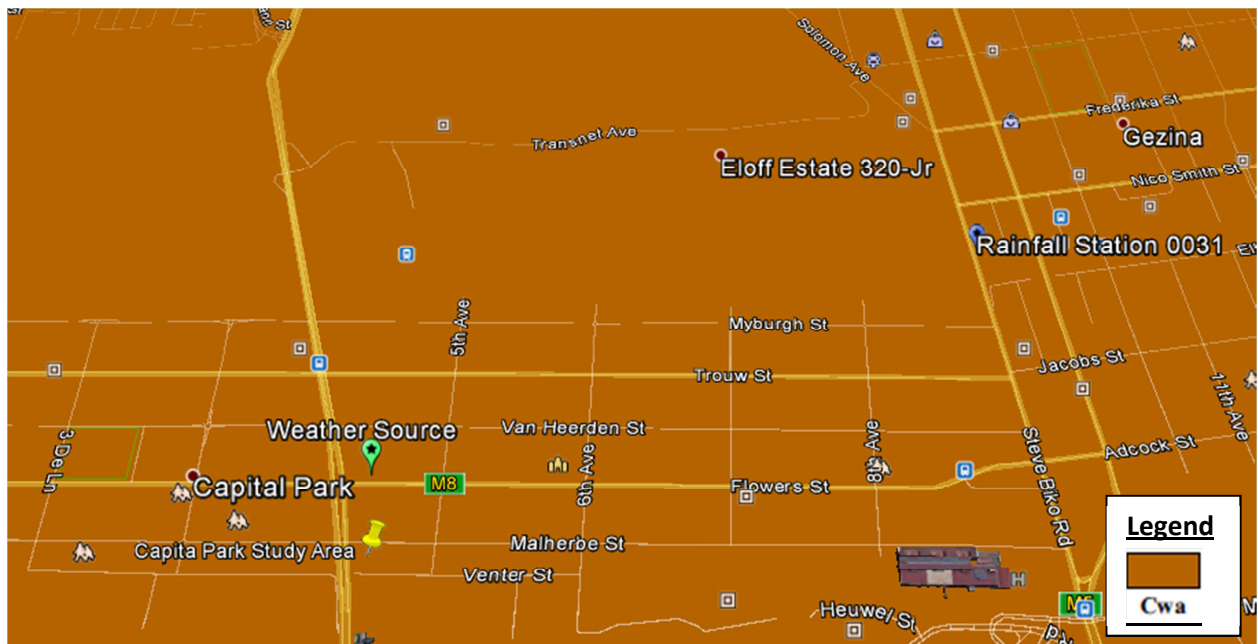 Solomon Ave
Frederika St
Transnet Ave
Gezina
Eloff Estate 320-Jr
Nico Smith St
Rainfall Station 0031
5th Ave
Myburgh St
Jacobs St
Trouw St
11th Ave
Weather Source
Van Heerden St
8th Ave
3 De Ln
6th Ave
Steve Biko Rd
Adcock St
Capital Park
M8
Flowers St
Capita Park Study Area
Malherbe St
Venter St
H
Heuwel St
Legend
Cwa